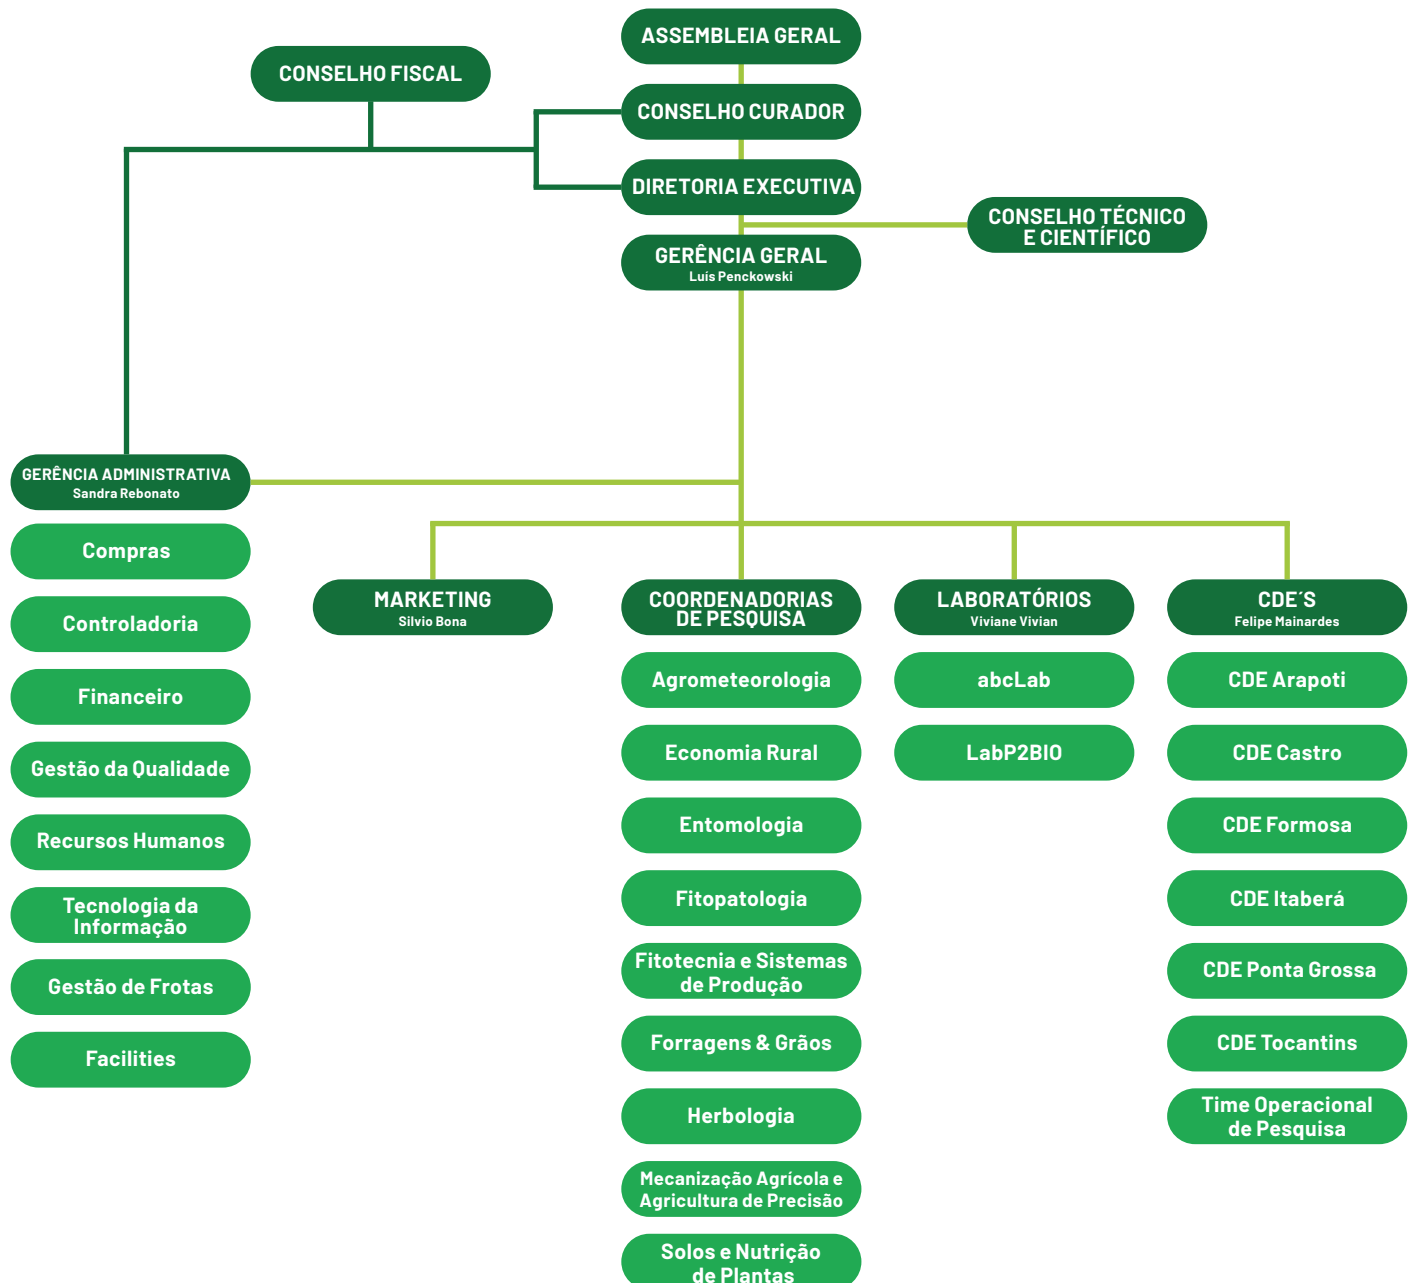 ASSEMBLEIA GERAL
CONSELHO FISCAL
CONSELHO CURADOR
DIRETORIA EXECUTIVA
CONSELHO TÉCNICO
E CIENTÍFICO
GERÊNCIA GERAL
Luís Penckowski
GERÊNCIA ADMINISTRATIVA
Sandra Rebonato
Compras
Controladoria
Financeiro
Gestão da Qualidade
Recursos Humanos
Tecnologia da
Informação
Gestão de Frotas
Facilities
MARKETING
Silvio Bona
COORDENADORIAS
DE PESQUISA
Agrometeorologia
Economia Rural
Entomologia
Fitopatologia
Fitotecnia e Sistemas
de Produção
Forragens & Grãos
Herbologia
Mecanização Agrícola e
Agricultura de Precisão
Solos e Nutrição
de Plantas
LABORATÓRIOS
Viviane Vivian
abcLab
LabP2BIO
CDE´S
Felipe Mainardes
CDE Arapoti
CDE Castro
CDE Formosa
CDE Itaberá
CDE Ponta Grossa
CDE Tocantins
Time Operacional
de Pesquisa